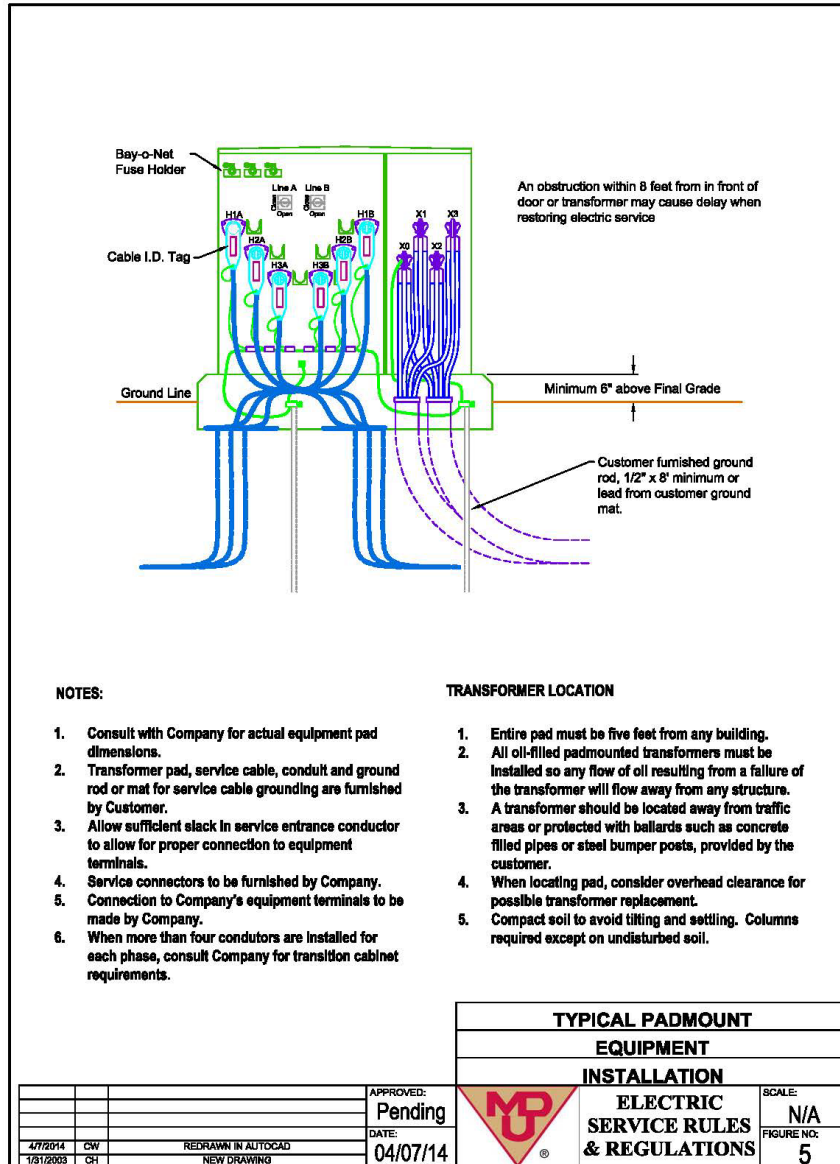 Bay-o-Net
Fuse Holder
Line A Line B
Close Close
Open Open
H1A
H1B
H2A
H2B
H3A
H3B
Cable I.D. Tag
X1
X3
X0
X2
An obstruction within 8 feet from in front of
door or transformer may cause delay when
restoring electric service
Ground Line
Minimum 6" above Final Grade
Customer furnished ground
rod, 1/2" x 8' minimum or
lead from customer ground
mat.
NOTES:
1. Consult with Company for actual equipment pad
dimensions.
2. Transformer pad, service cable, conduit and ground
rod or mat for service cable grounding are furnished
by Customer.
3. Allow sufficient slack in service entrance conductor
to allow for proper connection to equipment
terminals.
4. Service connectors to be furnished by Company.
5. Connection to Company's equipment terminals to be
made by Company.
6. When more than four condutors are installed for
each phase, consult Company for transition cabinet
requirements.
TRANSFORMER LOCATION
1. Entire pad must be five feet from any building.
2. All oil-filled padmounted transformers must be
installed so any flow of oil resulting from a failure of
the transformer will flow away from any structure.
3. A transformer should be located away from traffic
areas or protected with ballards such as concrete
filled pipes or steel bumper posts, provided by the
customer.
4. When locating pad, consider overhead clearance for
possible transformer replacement.
5. Compact soil to avoid tilting and settling. Columns
required except on undisturbed soil.
TYPICAL PADMOUNT
EQUIPMENT
INSTALLATION
4/7/2014 CW REDRAWN IN AUTOCAD
1/31/2003 CH NEW DRAWING
APPROVED:
Pending
DATE:
04/07/14
MDU
®
ELECTRIC
SERVICE RULES
& REGULATIONS
SCALE:
N/A
FIGURE NO:
5